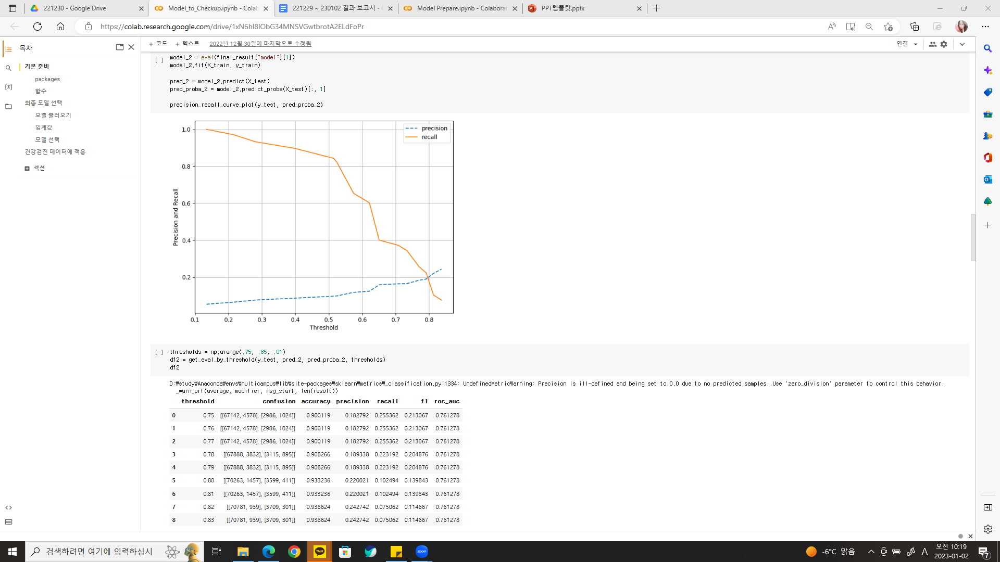 221230 - Google Drive
Model_to_Checkup.ipynb - Colab
221229 ~ 230102 결과 보고서 - G
Model Prepare.ipynb - Colaborat
PPT템플릿.pptx
https://colab.research.google.com/drive/1xN6hl8IObG34MNSVGwtbrotA2ELdFoPr
목차
+ 코드 + 텍스트 2022년 12월 30일에 마지막으로 수정됨
연결
기본 준비
packages
함수
최종 모델 선택
모델 불러오기
임계값
모델 선택
건강검진 데이터에 적용
섹션
{x}
[ ] model_2 = eval(final_result["model"][1])
model_2.fit(X_train, y_train)
pred_2 = model_2.predict(X_test)
pred_proba_2 = model_2.predict_proba(X_test)[:, 1]
precision_recall_curve_plot(y_test, pred_proba_2)
precision
recall
1.0
0.8
0.6
0.4
0.2
Precision and Recall
0.1 0.2 0.3 0.4 0.5 0.6 0.7 0.8
Threshold
[ ] thresholds = np.arange(.75, .85, .01)
df2 = get_eval_by_threshold(y_test, pred_2, pred_proba_2, thresholds)
df2
D:₩study₩Anaconda₩envs₩multicampus₩lib₩site-packages₩sklearn₩metrics₩_classification.py:1334: UndefinedMetricWarning: Precision is ill-defined and being set to 0.0 due to no predicted samples. Use 'zero_division' parameter to control this behavior.
_warn_prf(average, modifier, msg_start, len(result))
threshold confusion accuracy precision recall f1 roc_auc
0 0.75 [[67142, 4578], [2986, 1024]] 0.900119 0.182792 0.255362 0.213067 0.761278
1 0.76 [[67142, 4578], [2986, 1024]] 0.900119 0.182792 0.255362 0.213067 0.761278
2 0.77 [[67142, 4578], [2986, 1024]] 0.900119 0.182792 0.255362 0.213067 0.761278
3 0.78 [[67888, 3832], [3115, 895]] 0.908266 0.189338 0.223192 0.204876 0.761278
4 0.79 [[67888, 3832], [3115, 895]] 0.908266 0.189338 0.223192 0.204876 0.761278
5 0.80 [[70263, 1457], [3599, 411]] 0.933236 0.220021 0.102494 0.139843 0.761278
6 0.81 [[70263, 1457], [3599, 411]] 0.933236 0.220021 0.102494 0.139843 0.761278
7 0.82 [[70781, 939], [3709, 301]] 0.938624 0.242742 0.075062 0.114667 0.761278
8 0.83 [[70781, 939], [3709, 301]] 0.938624 0.242742 0.075062 0.114667 0.761278
검색하려면 여기에 입력하십시
TALK
zoom
-6°C 맑음
A
오전 10:19
2023-01-02
7